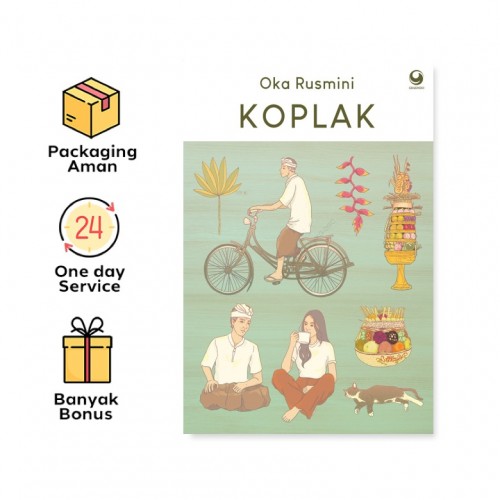 Packaging
Aman
24
One day
Service
Banyak
Bonus
Oka Rusmini
KOPLAK